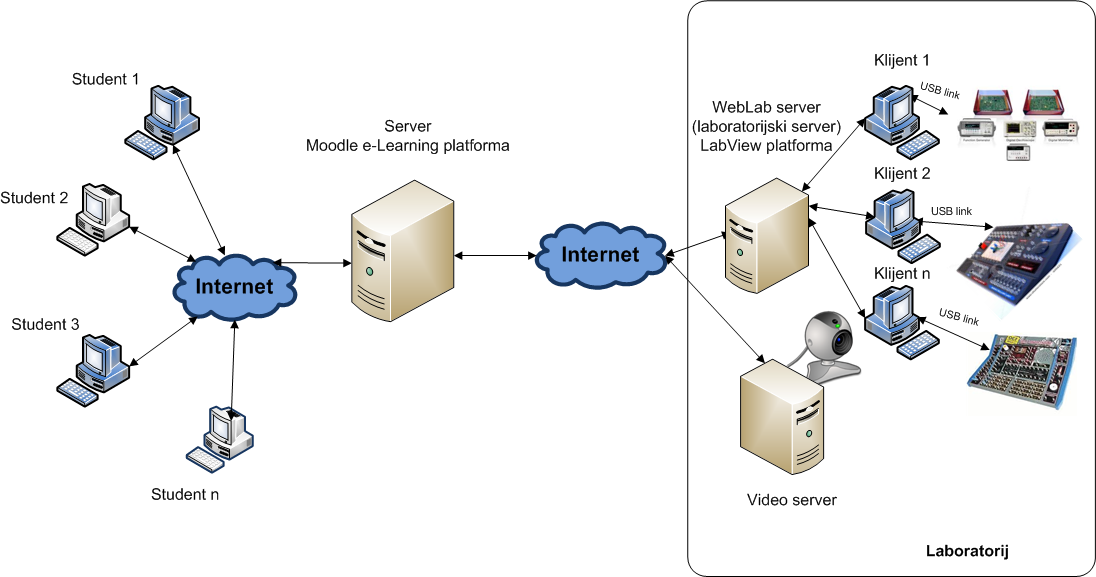 Student 1
Student 2
Student 3
Student n
Internet
Server
Moodle e-Learning platforma
Internet
WebLab server
(laboratorijski server)
LabView platforma
Video server
Klijent 1
USB link
Klijent 2
USB link
Klijent n
USB link
Laboratorij